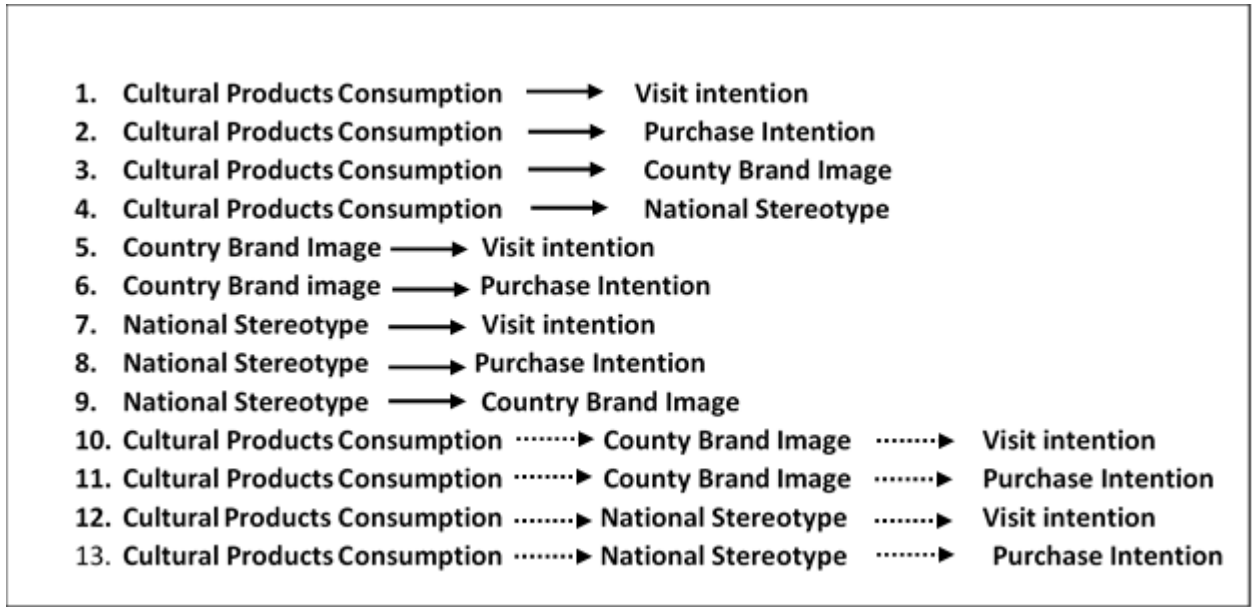 1. Cultural Products Consumption → Visit intention
2. Cultural Products Consumption → Purchase Intention
3. Cultural Products Consumption → County Brand Image
4. Cultural Products Consumption → National Stereotype
5. Country Brand Image → Visit intention
6. Country Brand image → Purchase Intention
7. National Stereotype → Visit intention
8. National Stereotype → Purchase Intention
9. National Stereotype → Country Brand Image
10. Cultural Products Consumption ⇢ County Brand Image ⇢ Visit intention
11. Cultural Products Consumption ⇢ County Brand Image ⇢ Purchase Intention
12. Cultural Products Consumption ⇢ National Stereotype ⇢ Visit intention
13. Cultural Products Consumption ⇢ National Stereotype ⇢ Purchase Intention